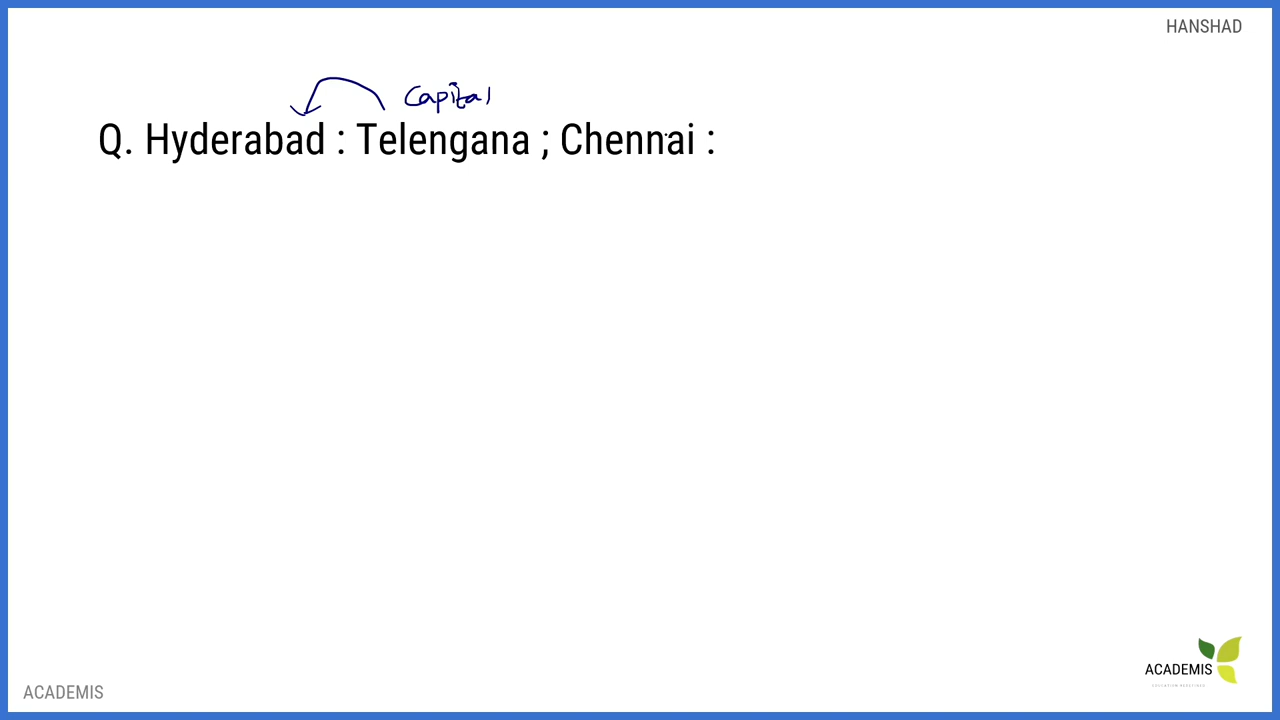 HANSHAD
Capital
Q. Hyderabad : Telengana ; Chennai :
ACADEMIS
ACADEMIS